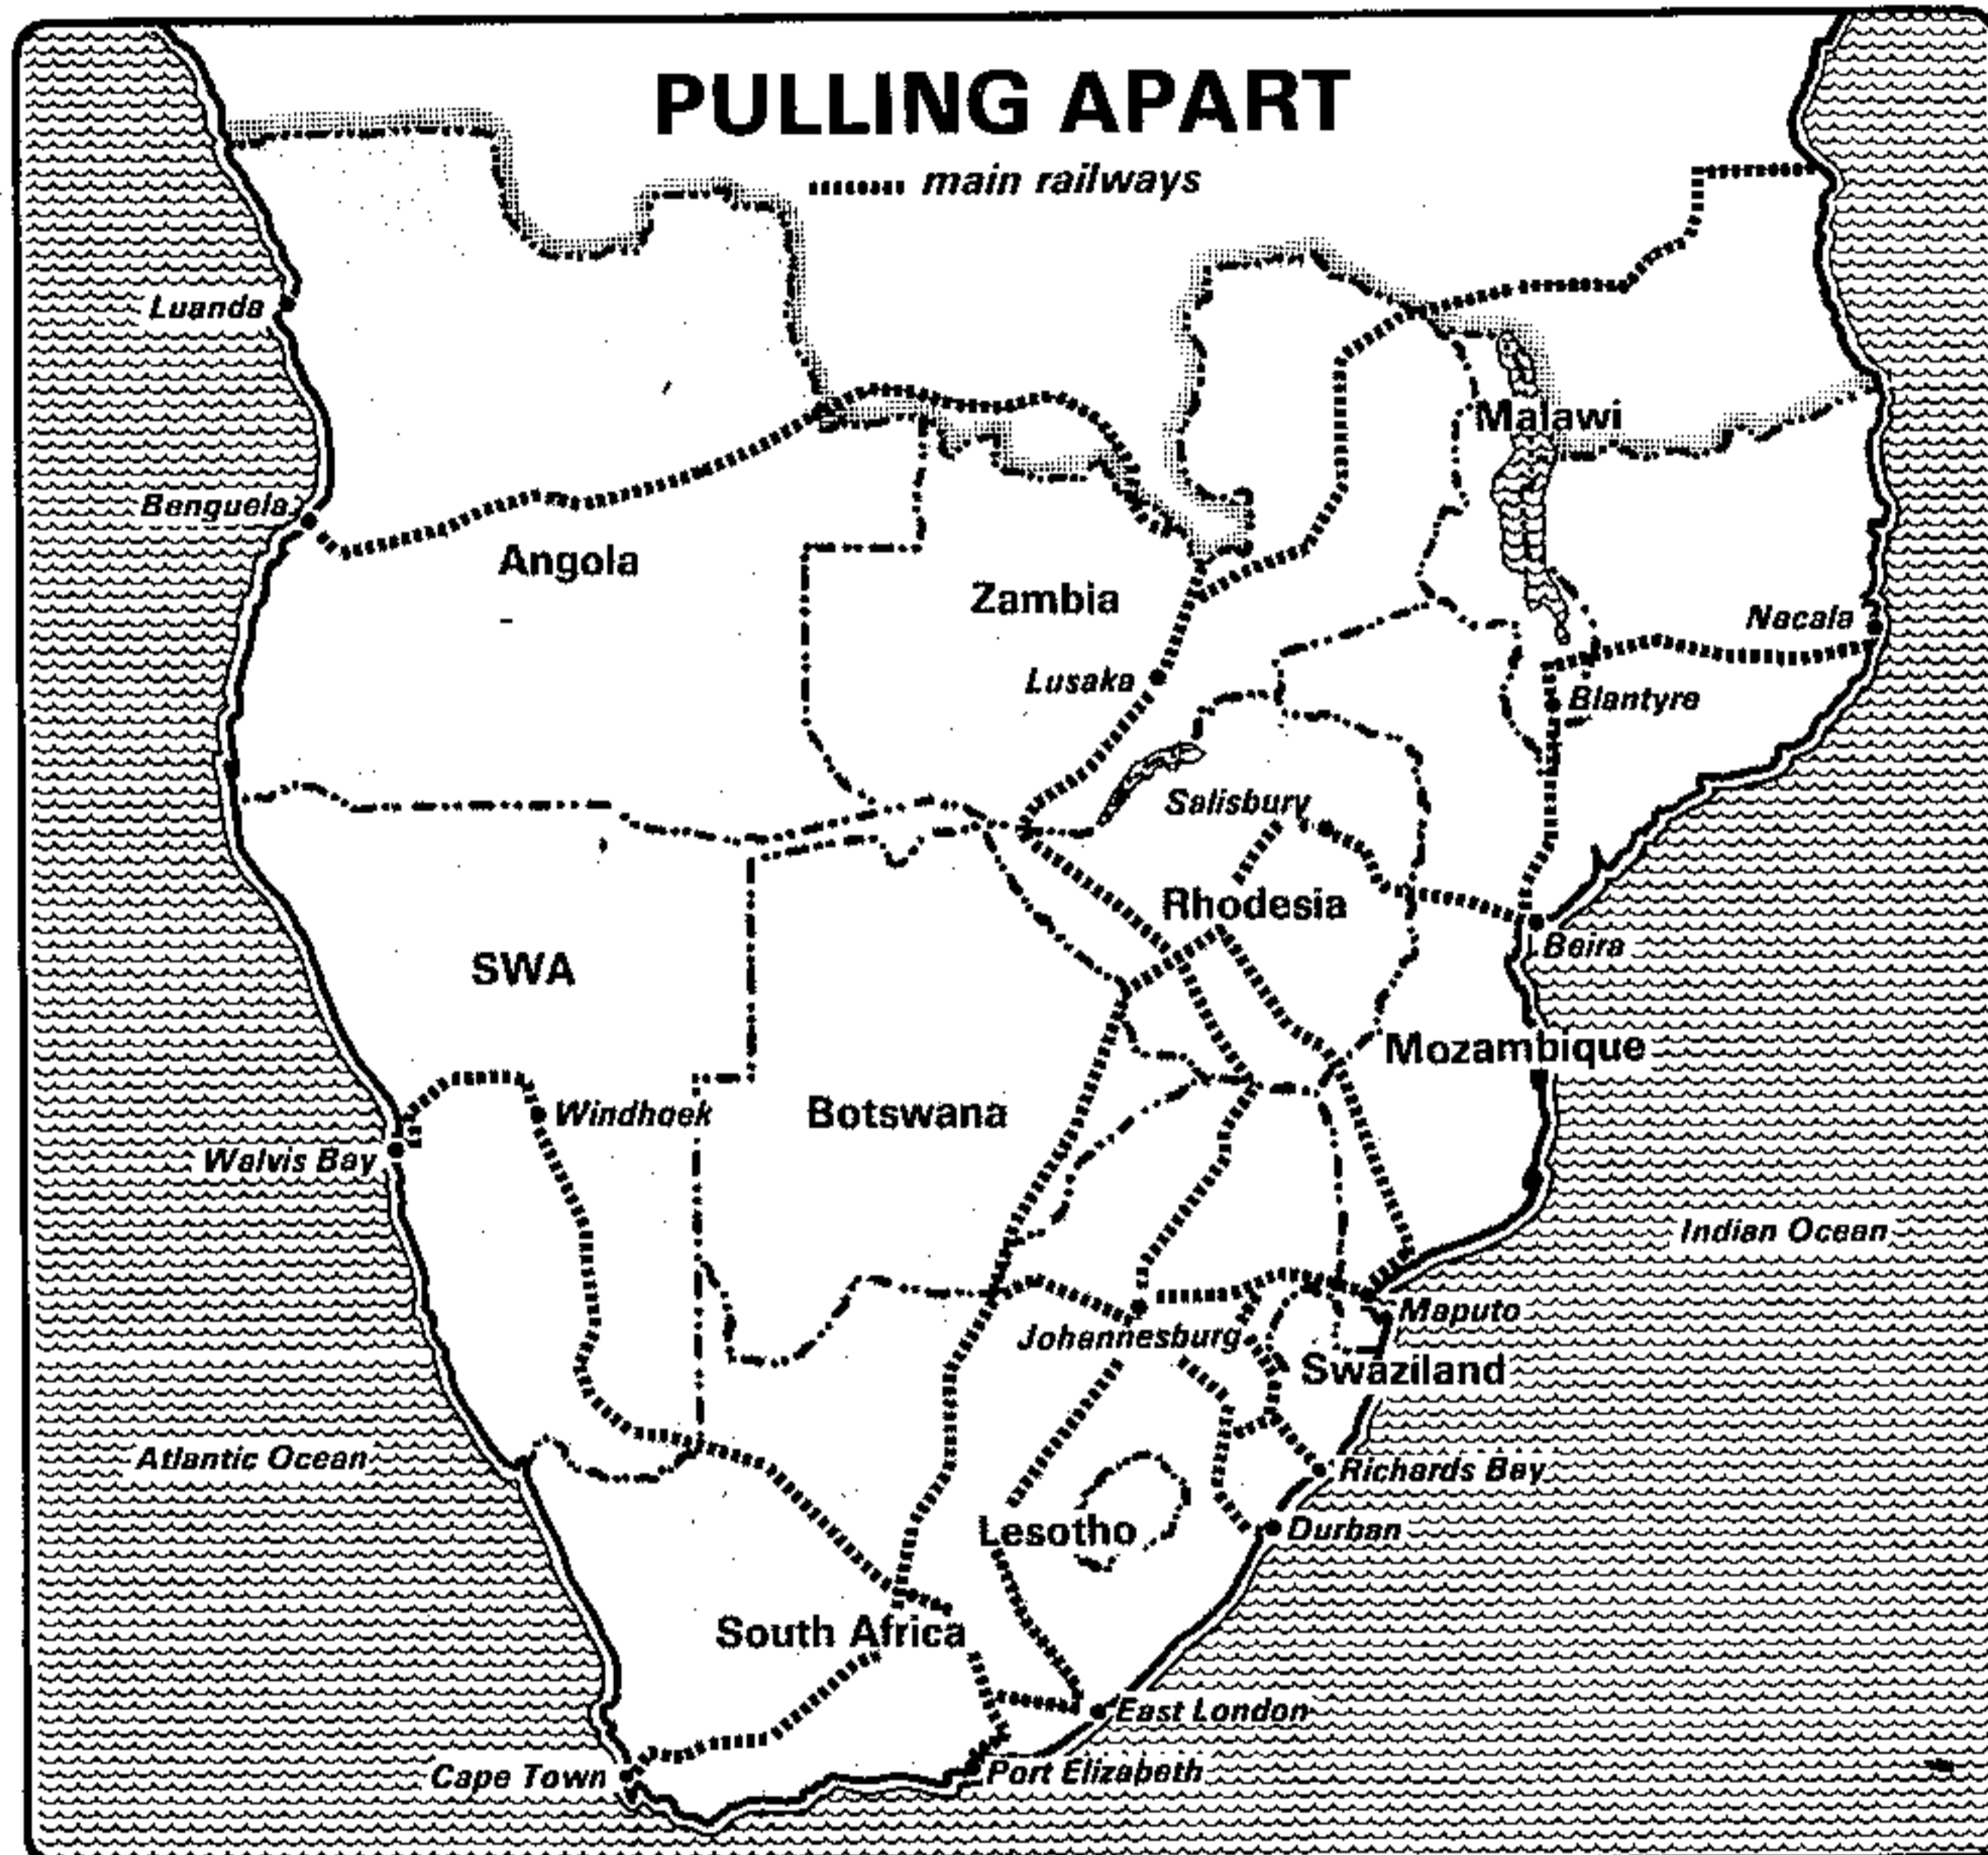 PULLING APART
main railways
Luanda
Malawi
Benguela
Angola
Zambia
Nacala
Lusaka
Blantyre
Salisbury
Rhodesia
Beira
SWA
Mozambique
Windhoek
Botswana
Walvis Bay
Indian Ocean
Maputo
Johannesburg
Swaziland
Atlantic Ocean
Richards Bay
Lesotho
Durban
South Africa
East London
Cape Town
Port Elizabeth